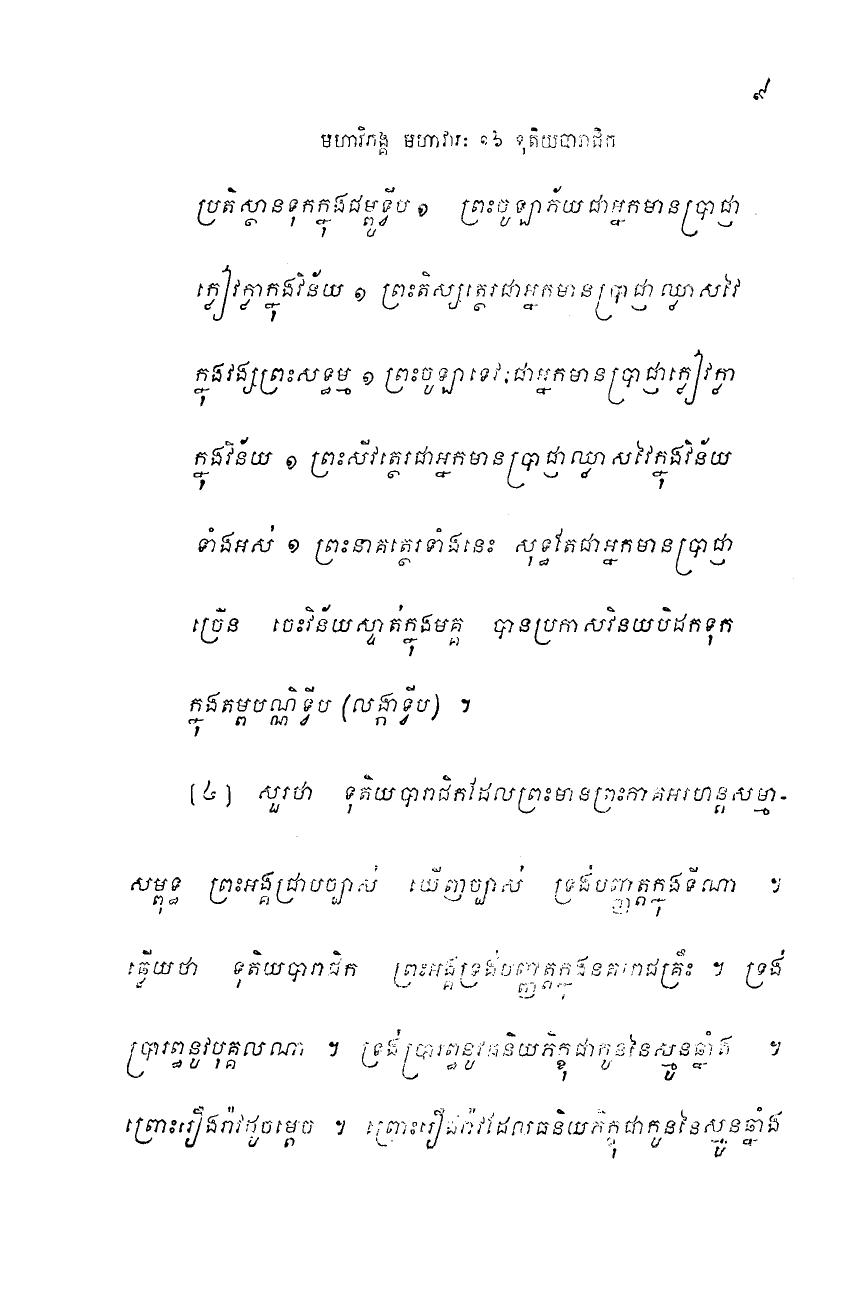 ៩
មហាវិភង្គ មហាវារៈ ១៦ ទុតិយបារាជិក
ប្រតិស្ឋានទុកក្នុងជម្ពូទ្វីប ១ ព្រះចូឡាភ័យជាអ្នកមានប្រាជ្ញា
ក្លៀវក្លាក្នុងវិន័យ ១ ព្រះតិស្សត្ថេរជាអ្នកមានប្រាជ្ញា ឈ្លាសវៃ
ក្នុងវង្សព្រះសទ្ធម្ម ១ ព្រះចូឡាទេវៈជាអ្នកមានប្រាជ្ញាក្លៀវក្លា
ក្នុងវិន័យ ១ ព្រះសីវត្ថេរជាអ្នកមានប្រាជ្ញាឈ្លាសវៃក្នុងវិន័យ
ទាំងអស់ ១ ព្រះនាគត្ថេរទាំងនេះ សុទ្ធតែជាអ្នកមានប្រាជ្ញា
ច្រើន ចេះវិន័យស្ទាត់ក្នុងមគ្គ បានប្រកាសវិនយបិដកទុក
ក្នុងតម្ពបណ្ណិទ្វីប (លង្កាទ្វីប) ។
[៤] សួរថា ទុតិយបារាជិកដែលព្រះមានព្រះភាគអរហន្តសម្មា-
សម្ពុទ្ធ ព្រះអង្គជ្រាបច្បាស់ ឃើញច្បាស់ ទ្រង់បញ្ញត្តក្នុងទីណា ។
ឆ្លើយថា ទុតិយបារាជិក ព្រះអង្គទ្រង់បញ្ញត្តក្នុងនគររាជគ្រឹះ ។ ទ្រង់
ប្រារព្ធនូវបុគ្គលណា ។ ទ្រង់ប្រារព្ធនូវធនិយភិក្ខុជាកូននៃស្មូនឆ្នាំង ។
ព្រោះរឿងរ៉ាវដូចម្តេច ។ ព្រោះរឿងរ៉ាវដែលធនិយភិក្ខុជាកូននៃស្មូនឆ្នាំង